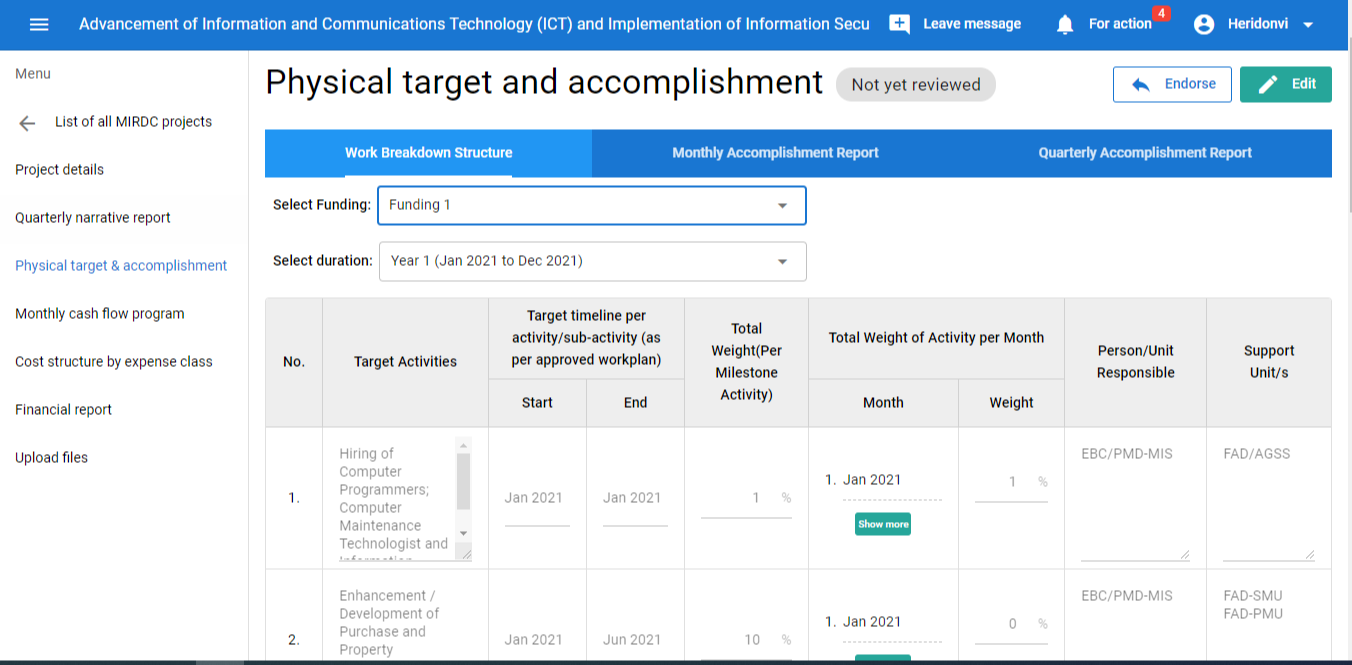 Advancement of Information and Communications Technology (ICT) and Implementation of Information Secu
Leave message
For action
4
Heridonvi
Menu
List of all MIRDC projects
Project details
Quarterly narrative report
Physical target & accomplishment
Monthly cash flow program
Cost structure by expense class
Financial report
Upload files
Physical target and accomplishment
Not yet reviewed
Endorse
Edit
Work Breakdown Structure
Monthly Accomplishment Report
Quarterly Accomplishment Report
Select Funding:
Funding 1
Select duration:
Year 1 (Jan 2021 to Dec 2021)
No.
Target Activities
Target timeline per
activity/sub-activity (as
per approved workplan)
Start
End
Total
Weight(Per
Milestone
Activity)
Total Weight of Activity per Month
Month
Weight
Person/Unit
Responsible
Support
Unit/s
1.
Hiring of
Computer
Programmers;
Computer
Maintenance
Technologist and
Jan 2021
Jan 2021
1 %
1. Jan 2021
Show more
1 %
EBC/PMD-MIS
FAD/AGSS
2.
Enhancement /
Development of
Purchase and
Property
Jan 2021
Jun 2021
10 %
1. Jan 2021
0 %
EBC/PMD-MIS
FAD-SMU
FAD-PMU